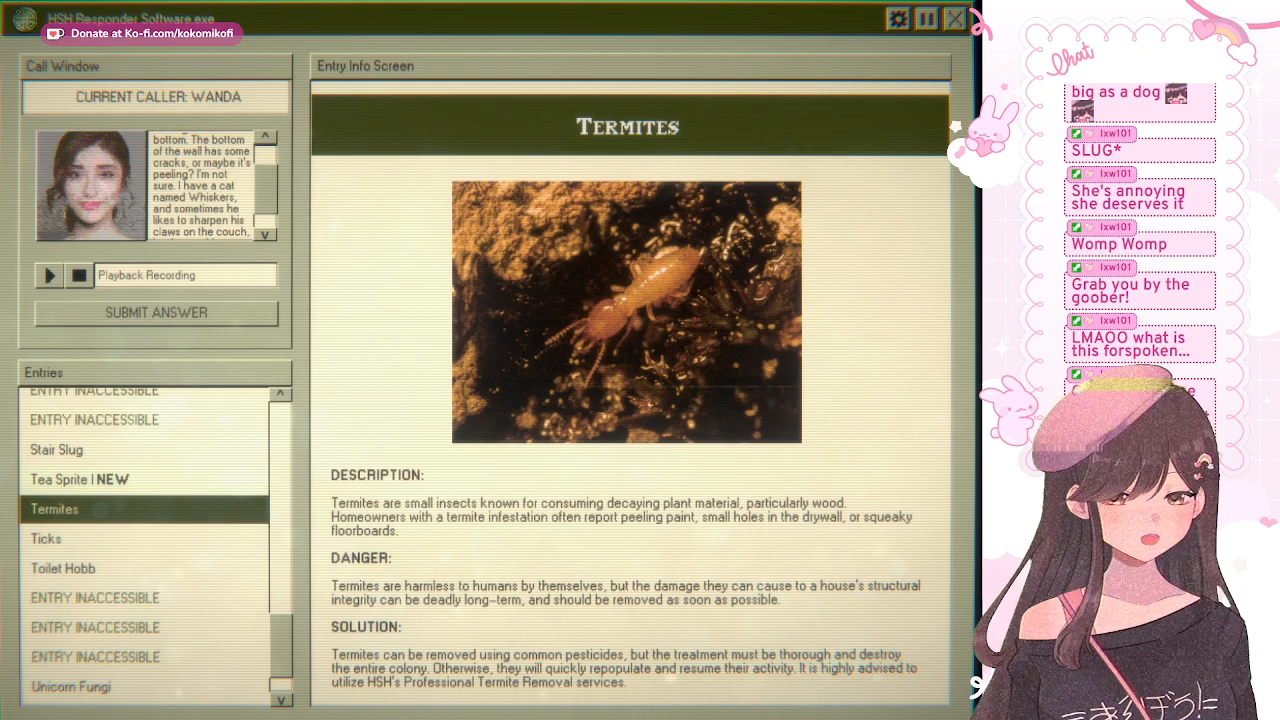 HSH Responder Software.exe
Donate at Ko-fi.com/kokomikofi
Call Window
CURRENT CALLER: WANDA
bottom. The bottom
of the wall has some
cracks, or maybe it's
peeling? I'm not
sure. I have a cat
named Whiskers,
and sometimes he
likes to sharpen his
claws on the couch,
Playback Recording
SUBMIT ANSWER
Entries
ENTRY INACCESSIBLE
ENTRY INACCESSIBLE
Stair Slug
Tea Sprite | NEW
Termites
Ticks
Toilet Hobb
ENTRY INACCESSIBLE
ENTRY INACCESSIBLE
ENTRY INACCESSIBLE
Unicorn Fungi
Entry Info Screen
TERMITES
DESCRIPTION:
Termites are small insects known for consuming decaying plant material, particularly wood.
Homeowners with a termite infestation often report peeling paint, small holes in the drywall, or squeaky
floorboards.
DANGER:
Termites are harmless to humans by themselves, but the damage they can cause to a house's structural
integrity can be deadly long-term, and should be removed as soon as possible.
SOLUTION:
Termites can be removed using common pesticides, but the treatment must be thorough and destroy
the entire colony. Otherwise, they will quickly repopulate and resume their activity. It is highly advised to
utilize HSH's Professional Termite Removal services.
Chat
big as a dog
lxw101
SLUG*
lxw101
She's annoying
she deserves it
lxw101
Womp Womp
lxw101
Grab you by the
goober!
lxw101
LMAOO what is
this forspoken...